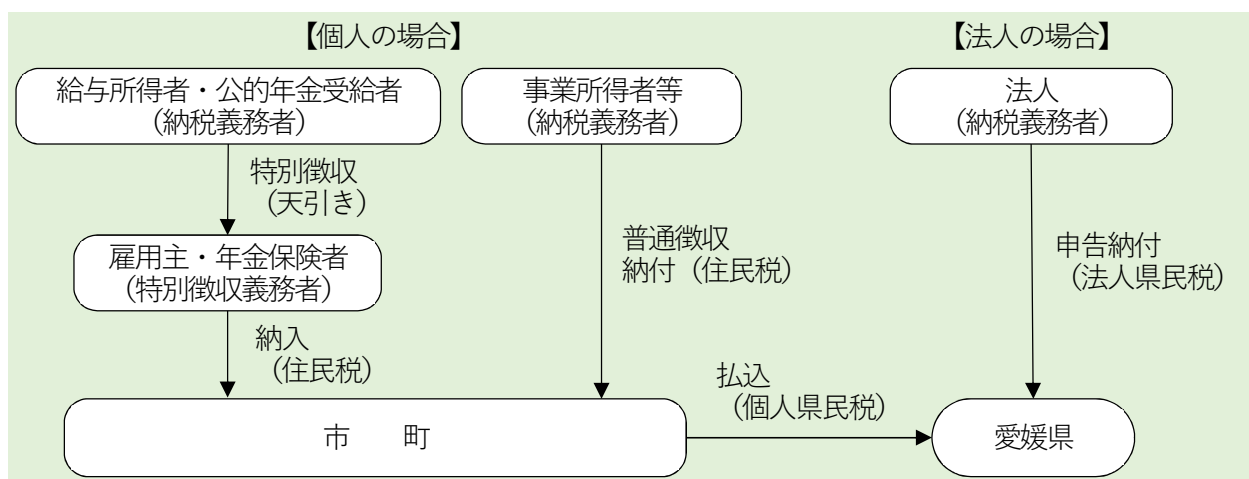 【個人の場合】
給与所得者・公的年金受給者
(納税義務者)
特別徴収
(天引き)
雇用主・年金保険者
(特別徴収義務者)
納入
(住民税)
事業所得者等
(納税義務者)
普通徴収
納付(住民税)
市　　町
払込
(個人県民税)
【法人の場合】
法人
(納税義務者)
申告納付
(法人県民税)
愛媛県